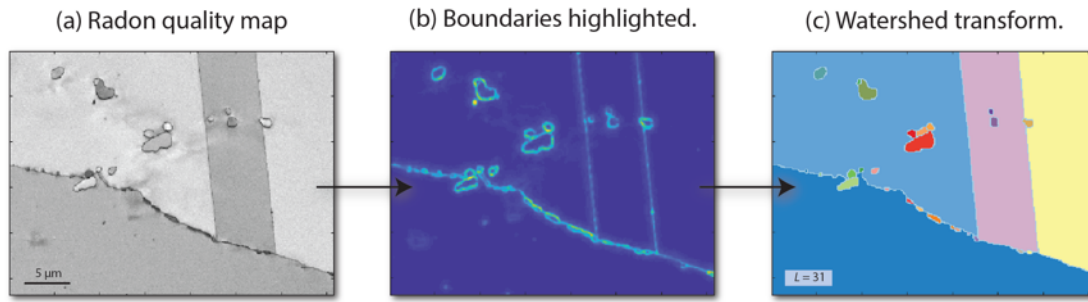 (a) Radon quality map
(b) Boundaries highlighted.
(c) Watershed transform.
5 µm
L = 31